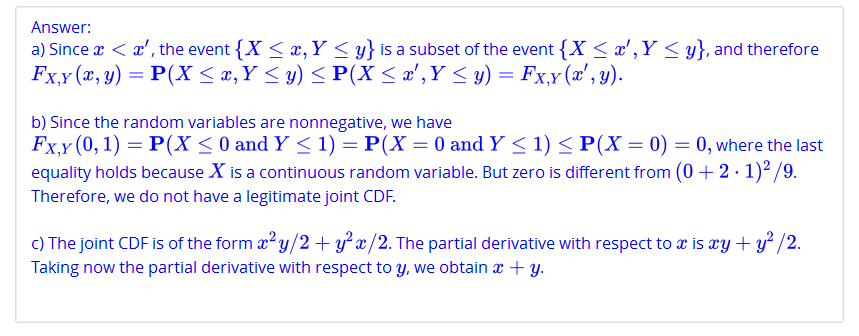 Answer:
a) Since x < x′, the event {X ≤ x, Y ≤ y} is a subset of the event {X ≤ x′, Y ≤ y}, and therefore
F_{X,Y}(x, y) = P(X ≤ x, Y ≤ y) ≤ P(X ≤ x′, Y ≤ y) = F_{X,Y}(x′, y).
b) Since the random variables are nonnegative, we have
F_{X,Y}(0, 1) = P(X ≤ 0 and Y ≤ 1) = P(X = 0 and Y ≤ 1) ≤ P(X = 0) = 0, where the last
equality holds because X is a continuous random variable. But zero is different from (0 + 2 · 1)²/9.
Therefore, we do not have a legitimate joint CDF.
c) The joint CDF is of the form x²y/2 + y²x/2. The partial derivative with respect to x is xy + y²/2.
Taking now the partial derivative with respect to y, we obtain x + y.